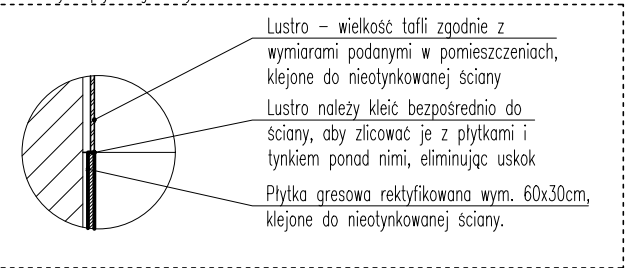 Lustro – wielkość tafli zgodnie z
wymiarami podanymi w pomieszczeniach,
klejone do nieotynkowanej ściany
Lustro należy kleić bezpośrednio do
ściany, aby zlicować je z płytkami i
tynkiem ponad nimi, eliminując uskok
Płytka gresowa rektyfikowana wym. 60x30cm,
klejone do nieotynkowanej ściany.